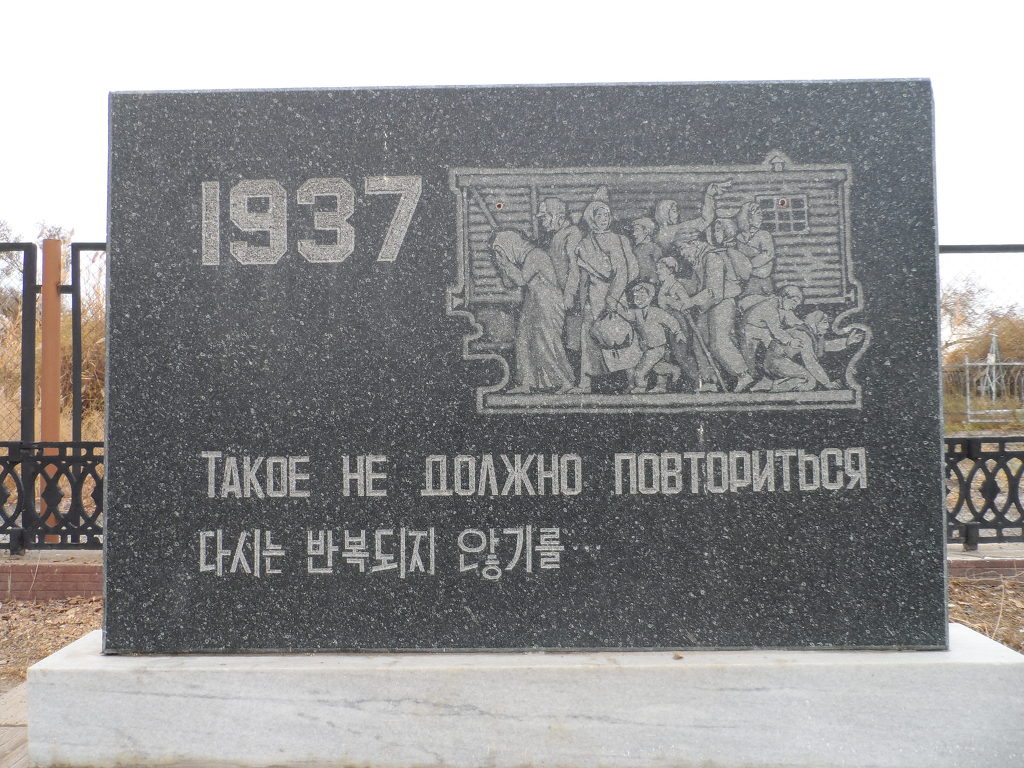 1937
ТАКОЕ НЕ ДОЛЖНО ПОВТОРИТЬСЯ
다시는 반복되지 않기를...